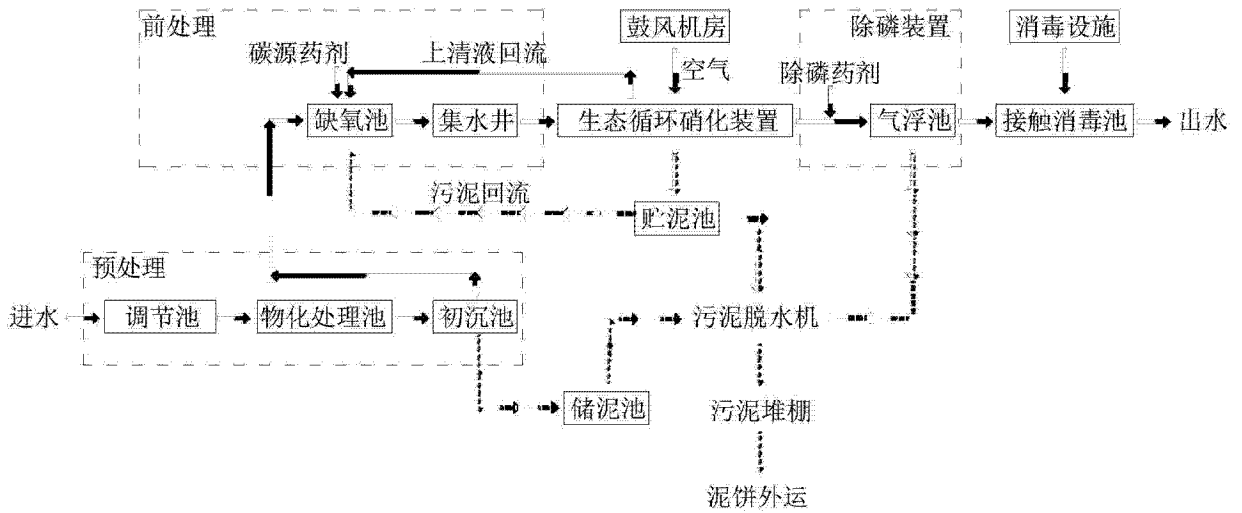 前处理
鼓风机房
除磷装置
消毒设施
碳源药剂
上清液回流
空气
除磷药剂
缺氧池
集水井
生态循环硝化装置
气浮池
接触消毒池
出水
污泥回流
贮泥池
预处理
进水
调节池
物化处理池
初沉池
污泥脱水机
储泥池
污泥堆棚
泥饼外运